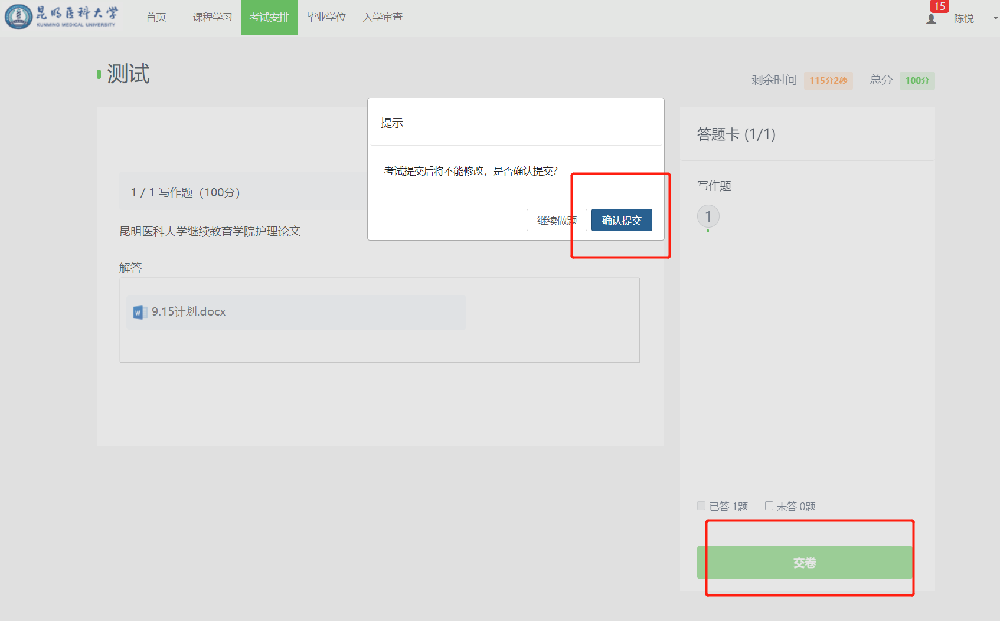 昆明医科大学
KUNMING MEDICAL UNIVERSITY
首页 课程学习 考试安排 毕业学位 入学审查
15
陈悦
测试
剩余时间 115分2秒 总分 100分
提示
考试提交后将不能修改，是否确认提交？
继续做题 确认提交
答题卡 (1/1)
写作题
1
1 / 1 写作题（100分）
昆明医科大学继续教育学院护理论文
解答
W 9.15计划.docx
已答 1题 未答 0题
交卷